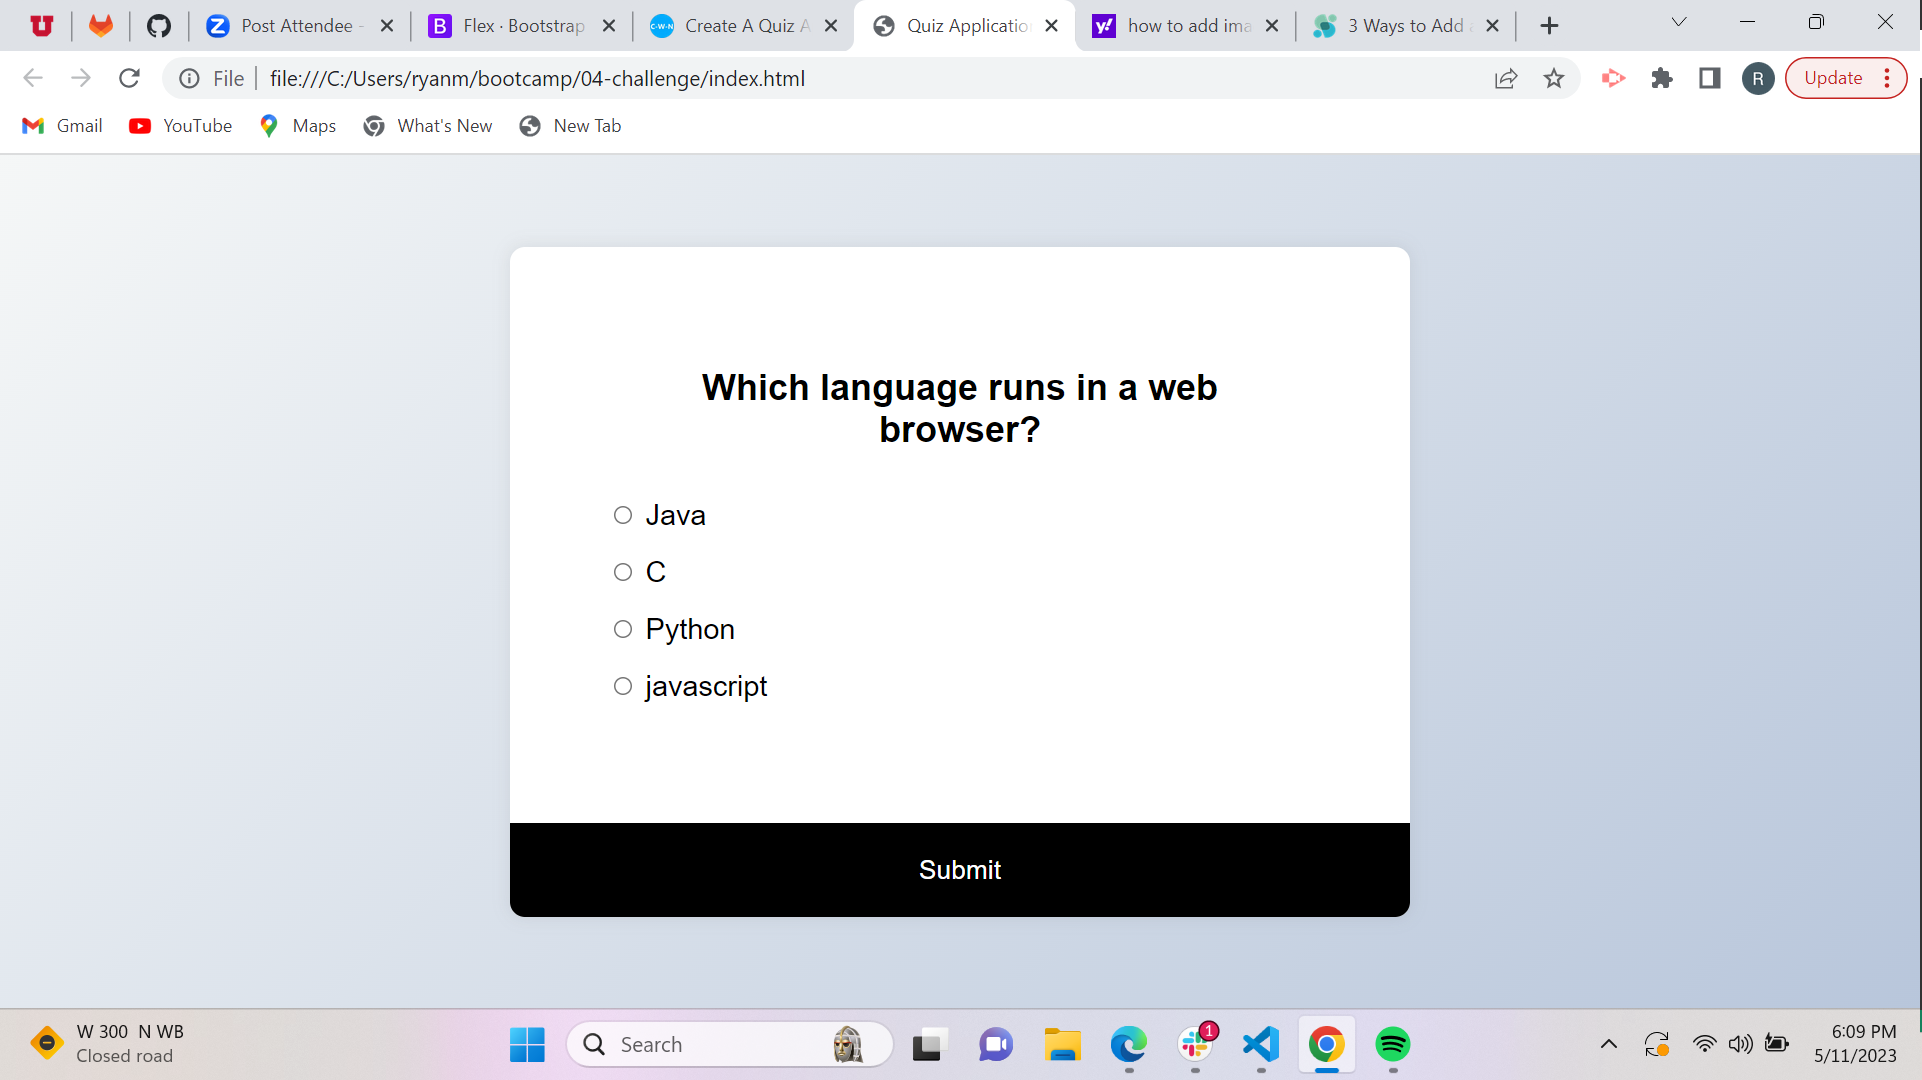 Post Attendee -
B Flex · Bootstrap
C-W-N Create A Quiz A
Quiz Applicatio
y! how to add ima
3 Ways to Add a
File file:///C:/Users/ryanm/bootcamp/04-challenge/index.html
R
Update
Gmail
YouTube
Maps
What's New
New Tab
Which language runs in a web
browser?
Java
C
Python
javascript
Submit
W 300 N WB
Closed road
Search
1
6:09 PM
5/11/2023